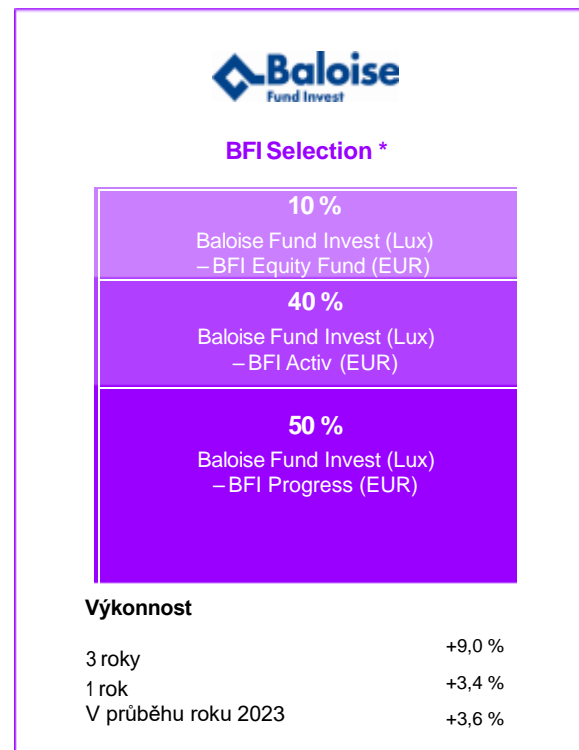 Baloise
Fund Invest
BFI Selection *
10 %
Baloise Fund Invest (Lux)
– BFI Equity Fund (EUR)
40 %
Baloise Fund Invest (Lux)
– BFI Activ (EUR)
50 %
Baloise Fund Invest (Lux)
– BFI Progress (EUR)
Výkonnost
3 roky +9,0 %
1 rok +3,4 %
V průběhu roku 2023 +3,6 %